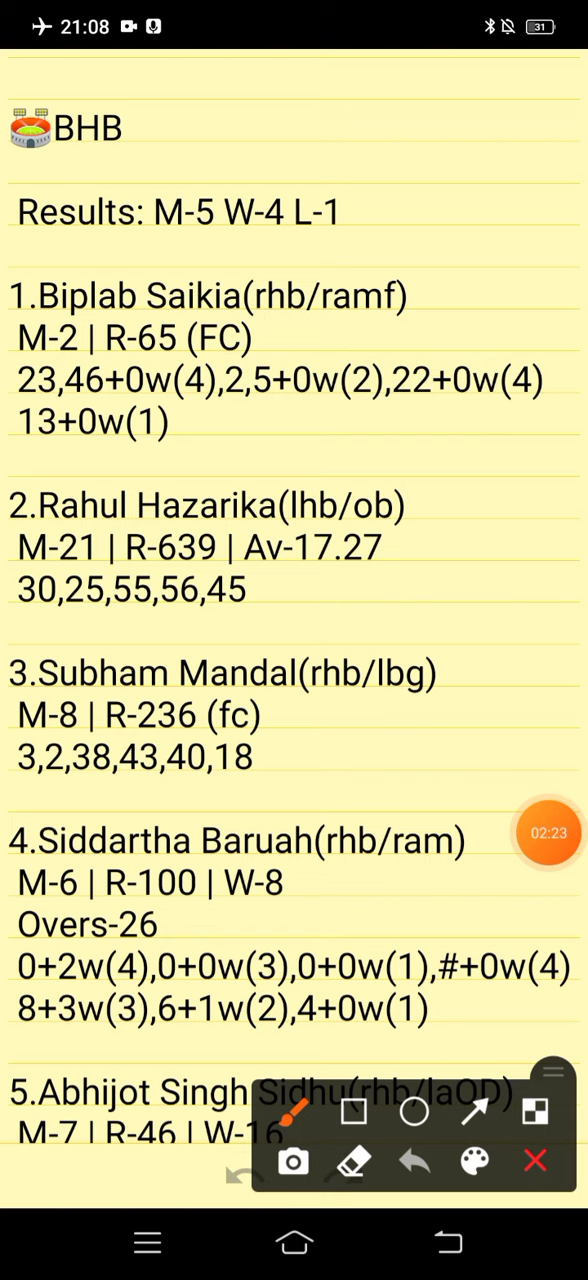 21:08
31
BHB
Results: M-5 W-4 L-1
1.Biplab Saikia(rhb/ramf)
M-2 | R-65 (FC)
23,46+0w(4),2,5+0w(2),22+0w(4)
13+0w(1)
2.Rahul Hazarika(lhb/ob)
M-21 | R-639 | Av-17.27
30,25,55,56,45
3.Subham Mandal(rhb/lbg)
M-8 | R-236 (fc)
3,2,38,43,40,18
02:23
4.Siddartha Baruah(rhb/ram)
M-6 | R-100 | W-8
Overs-26
0+2w(4),0+0w(3),0+0w(1),#+0w(4)
8+3w(3),6+1w(2),4+0w(1)
5.Abhijot Singh Sidhu(rhb/laOD)
M-7 | R-46 | W-16